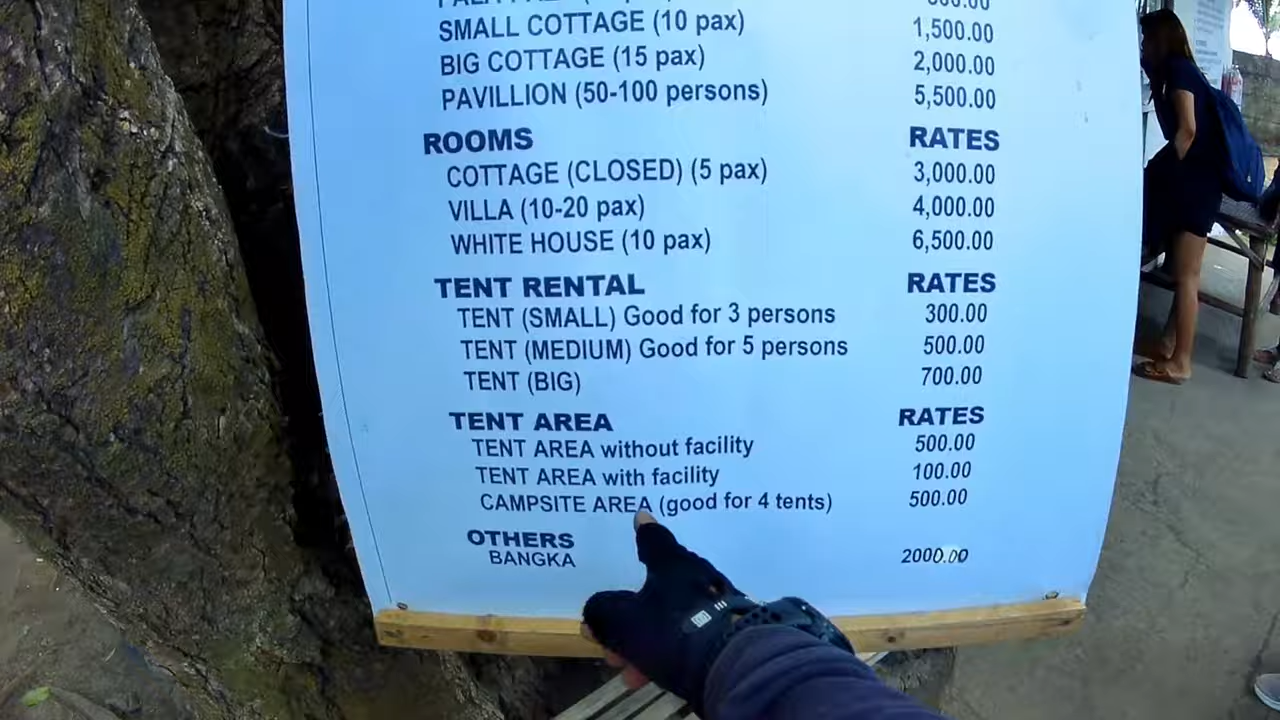 SMALL COTTAGE (10 pax) 1,500.00
BIG COTTAGE (15 pax) 2,000.00
PAVILLION (50-100 persons) 5,500.00
ROOMS RATES
COTTAGE (CLOSED) (5 pax) 3,000.00
VILLA (10-20 pax) 4,000.00
WHITE HOUSE (10 pax) 6,500.00
TENT RENTAL RATES
TENT (SMALL) Good for 3 persons 300.00
TENT (MEDIUM) Good for 5 persons 500.00
TENT (BIG) 700.00
TENT AREA RATES
TENT AREA without facility 500.00
TENT AREA with facility 100.00
CAMPSITE AREA (good for 4 tents) 500.00
OTHERS
BANGKA 2000.00